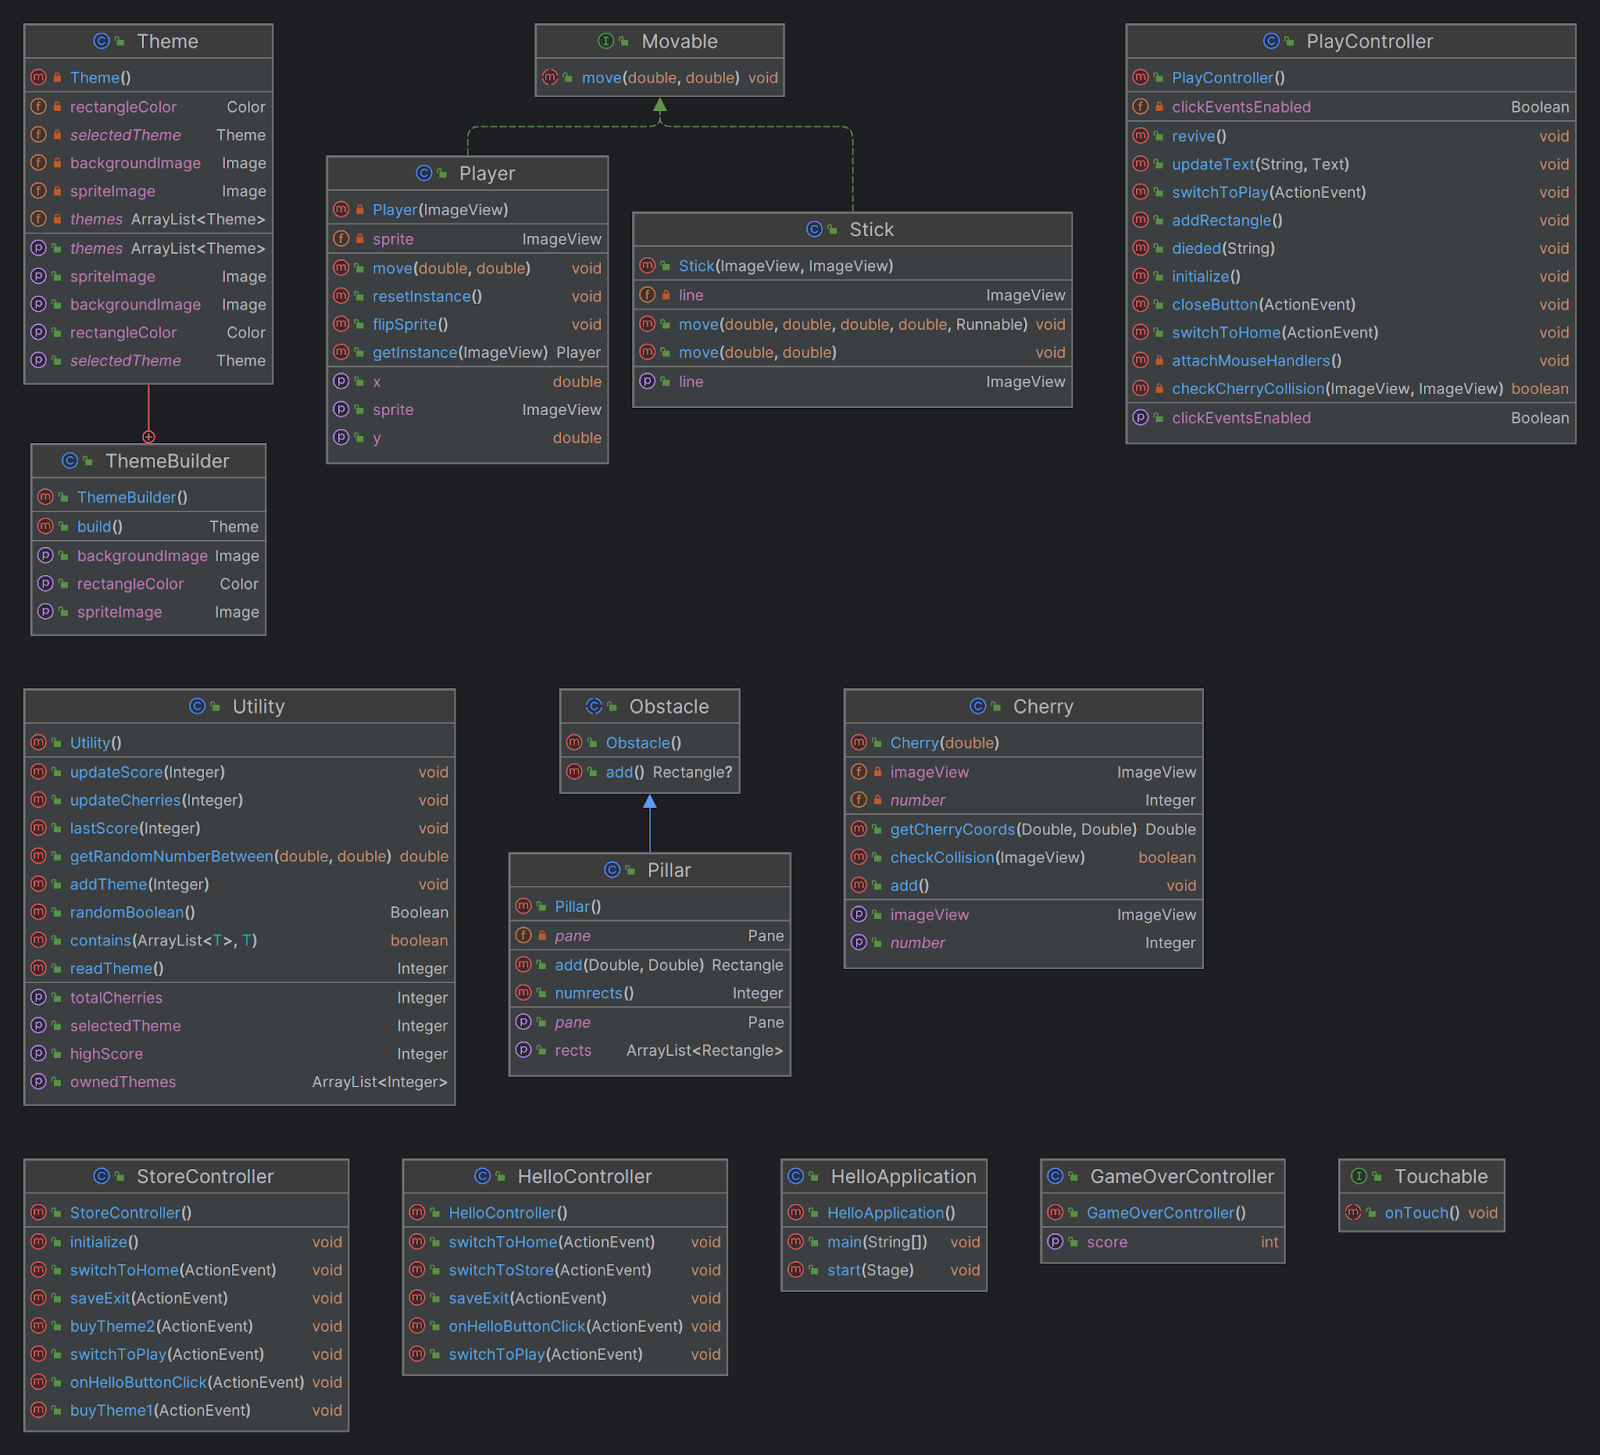 Theme
Theme()
rectangleColor Color
selectedTheme Theme
backgroundImage Image
spriteImage Image
themes ArrayList<Theme>
themes ArrayList<Theme>
spriteImage Image
backgroundImage Image
rectangleColor Color
selectedTheme Theme
ThemeBuilder
ThemeBuilder()
build() Theme
backgroundImage Image
rectangleColor Color
spriteImage Image
Movable
move(double, double) void
Player
Player(ImageView)
sprite ImageView
move(double, double) void
resetInstance() void
flipSprite() void
getInstance(ImageView) Player
x double
sprite ImageView
y double
Stick
Stick(ImageView, ImageView)
line ImageView
move(double, double, double, double, Runnable) void
move(double, double) void
line ImageView
PlayController
PlayController()
clickEventsEnabled Boolean
revive() void
updateText(String, Text) void
switchToPlay(ActionEvent) void
addRectangle() void
dieded(String) void
initialize() void
closeButton(ActionEvent) void
switchToHome(ActionEvent) void
attachMouseHandlers() void
checkCherryCollision(ImageView, ImageView) boolean
clickEventsEnabled Boolean
Utility
Utility()
updateScore(Integer) void
updateCherries(Integer) void
lastScore(Integer) void
getRandomNumberBetween(double, double) double
addTheme(Integer) void
randomBoolean() Boolean
contains(ArrayList<T>, T) boolean
readTheme() Integer
totalCherries Integer
selectedTheme Integer
highScore Integer
ownedThemes ArrayList<Integer>
Obstacle
Obstacle()
add() Rectangle?
Pillar
Pillar()
pane Pane
add(Double, Double) Rectangle
numrects() Integer
pane Pane
rects ArrayList<Rectangle>
Cherry
Cherry(double)
imageView ImageView
number Integer
getCherryCoords(Double, Double) Double
checkCollision(ImageView) boolean
add() void
imageView ImageView
number Integer
StoreController
StoreController()
initialize() void
switchToHome(ActionEvent) void
saveExit(ActionEvent) void
buyTheme2(ActionEvent) void
switchToPlay(ActionEvent) void
onHelloButtonClick(ActionEvent) void
buyTheme1(ActionEvent) void
HelloController
HelloController()
switchToHome(ActionEvent) void
switchToStore(ActionEvent) void
saveExit(ActionEvent) void
onHelloButtonClick(ActionEvent) void
switchToPlay(ActionEvent) void
HelloApplication
HelloApplication()
main(String[]) void
start(Stage) void
GameOverController
GameOverController()
score int
Touchable
onTouch() void